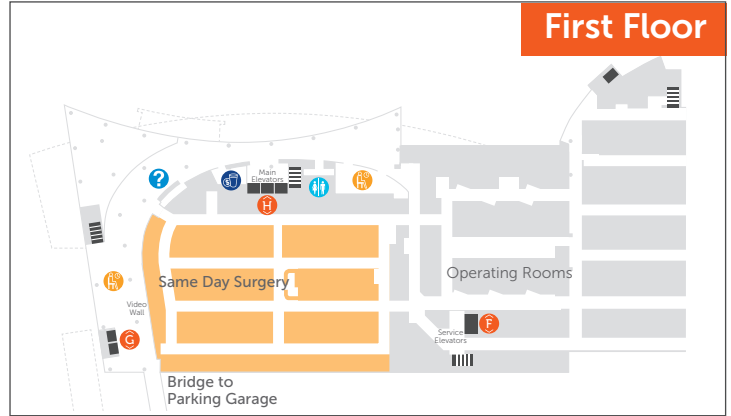 First Floor
?
$
Main
Elevators
H
Same Day Surgery
Operating Rooms
Video
Wall
G
F
Service
Elevators
Bridge to
Parking Garage